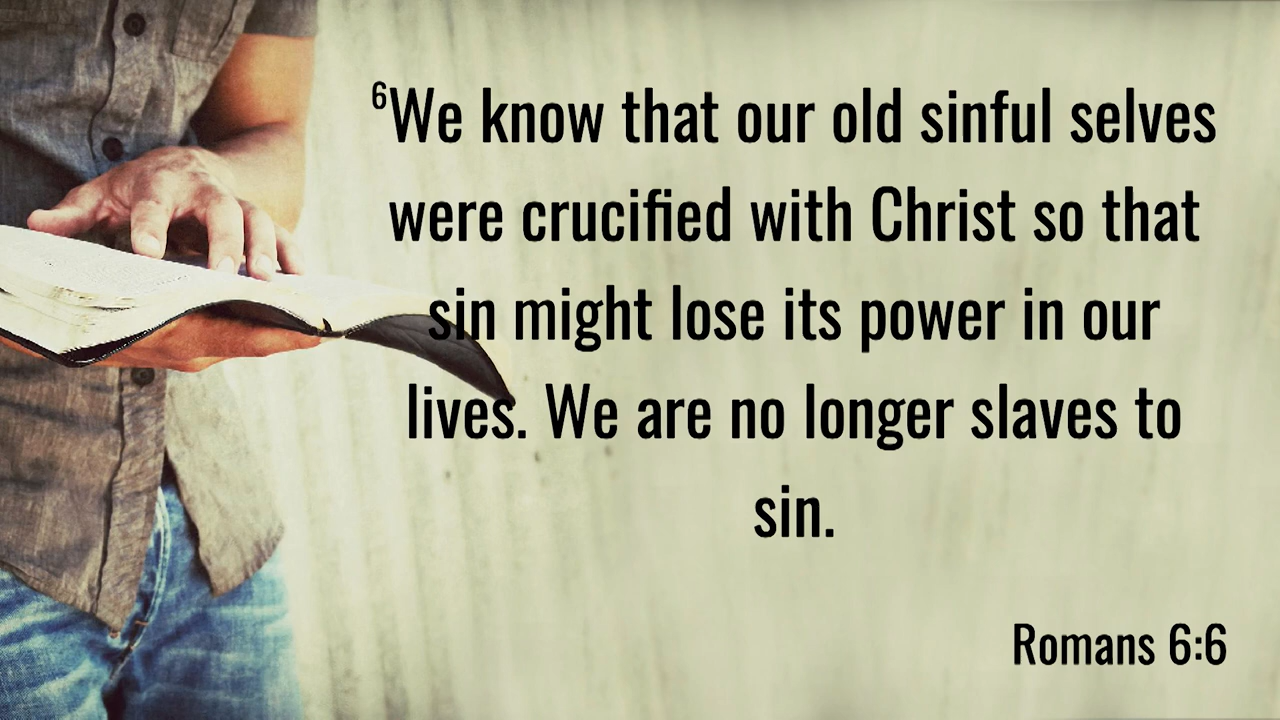 ⁶We know that our old sinful selves
were crucified with Christ so that
sin might lose its power in our
lives. We are no longer slaves to
sin.
Romans 6:6